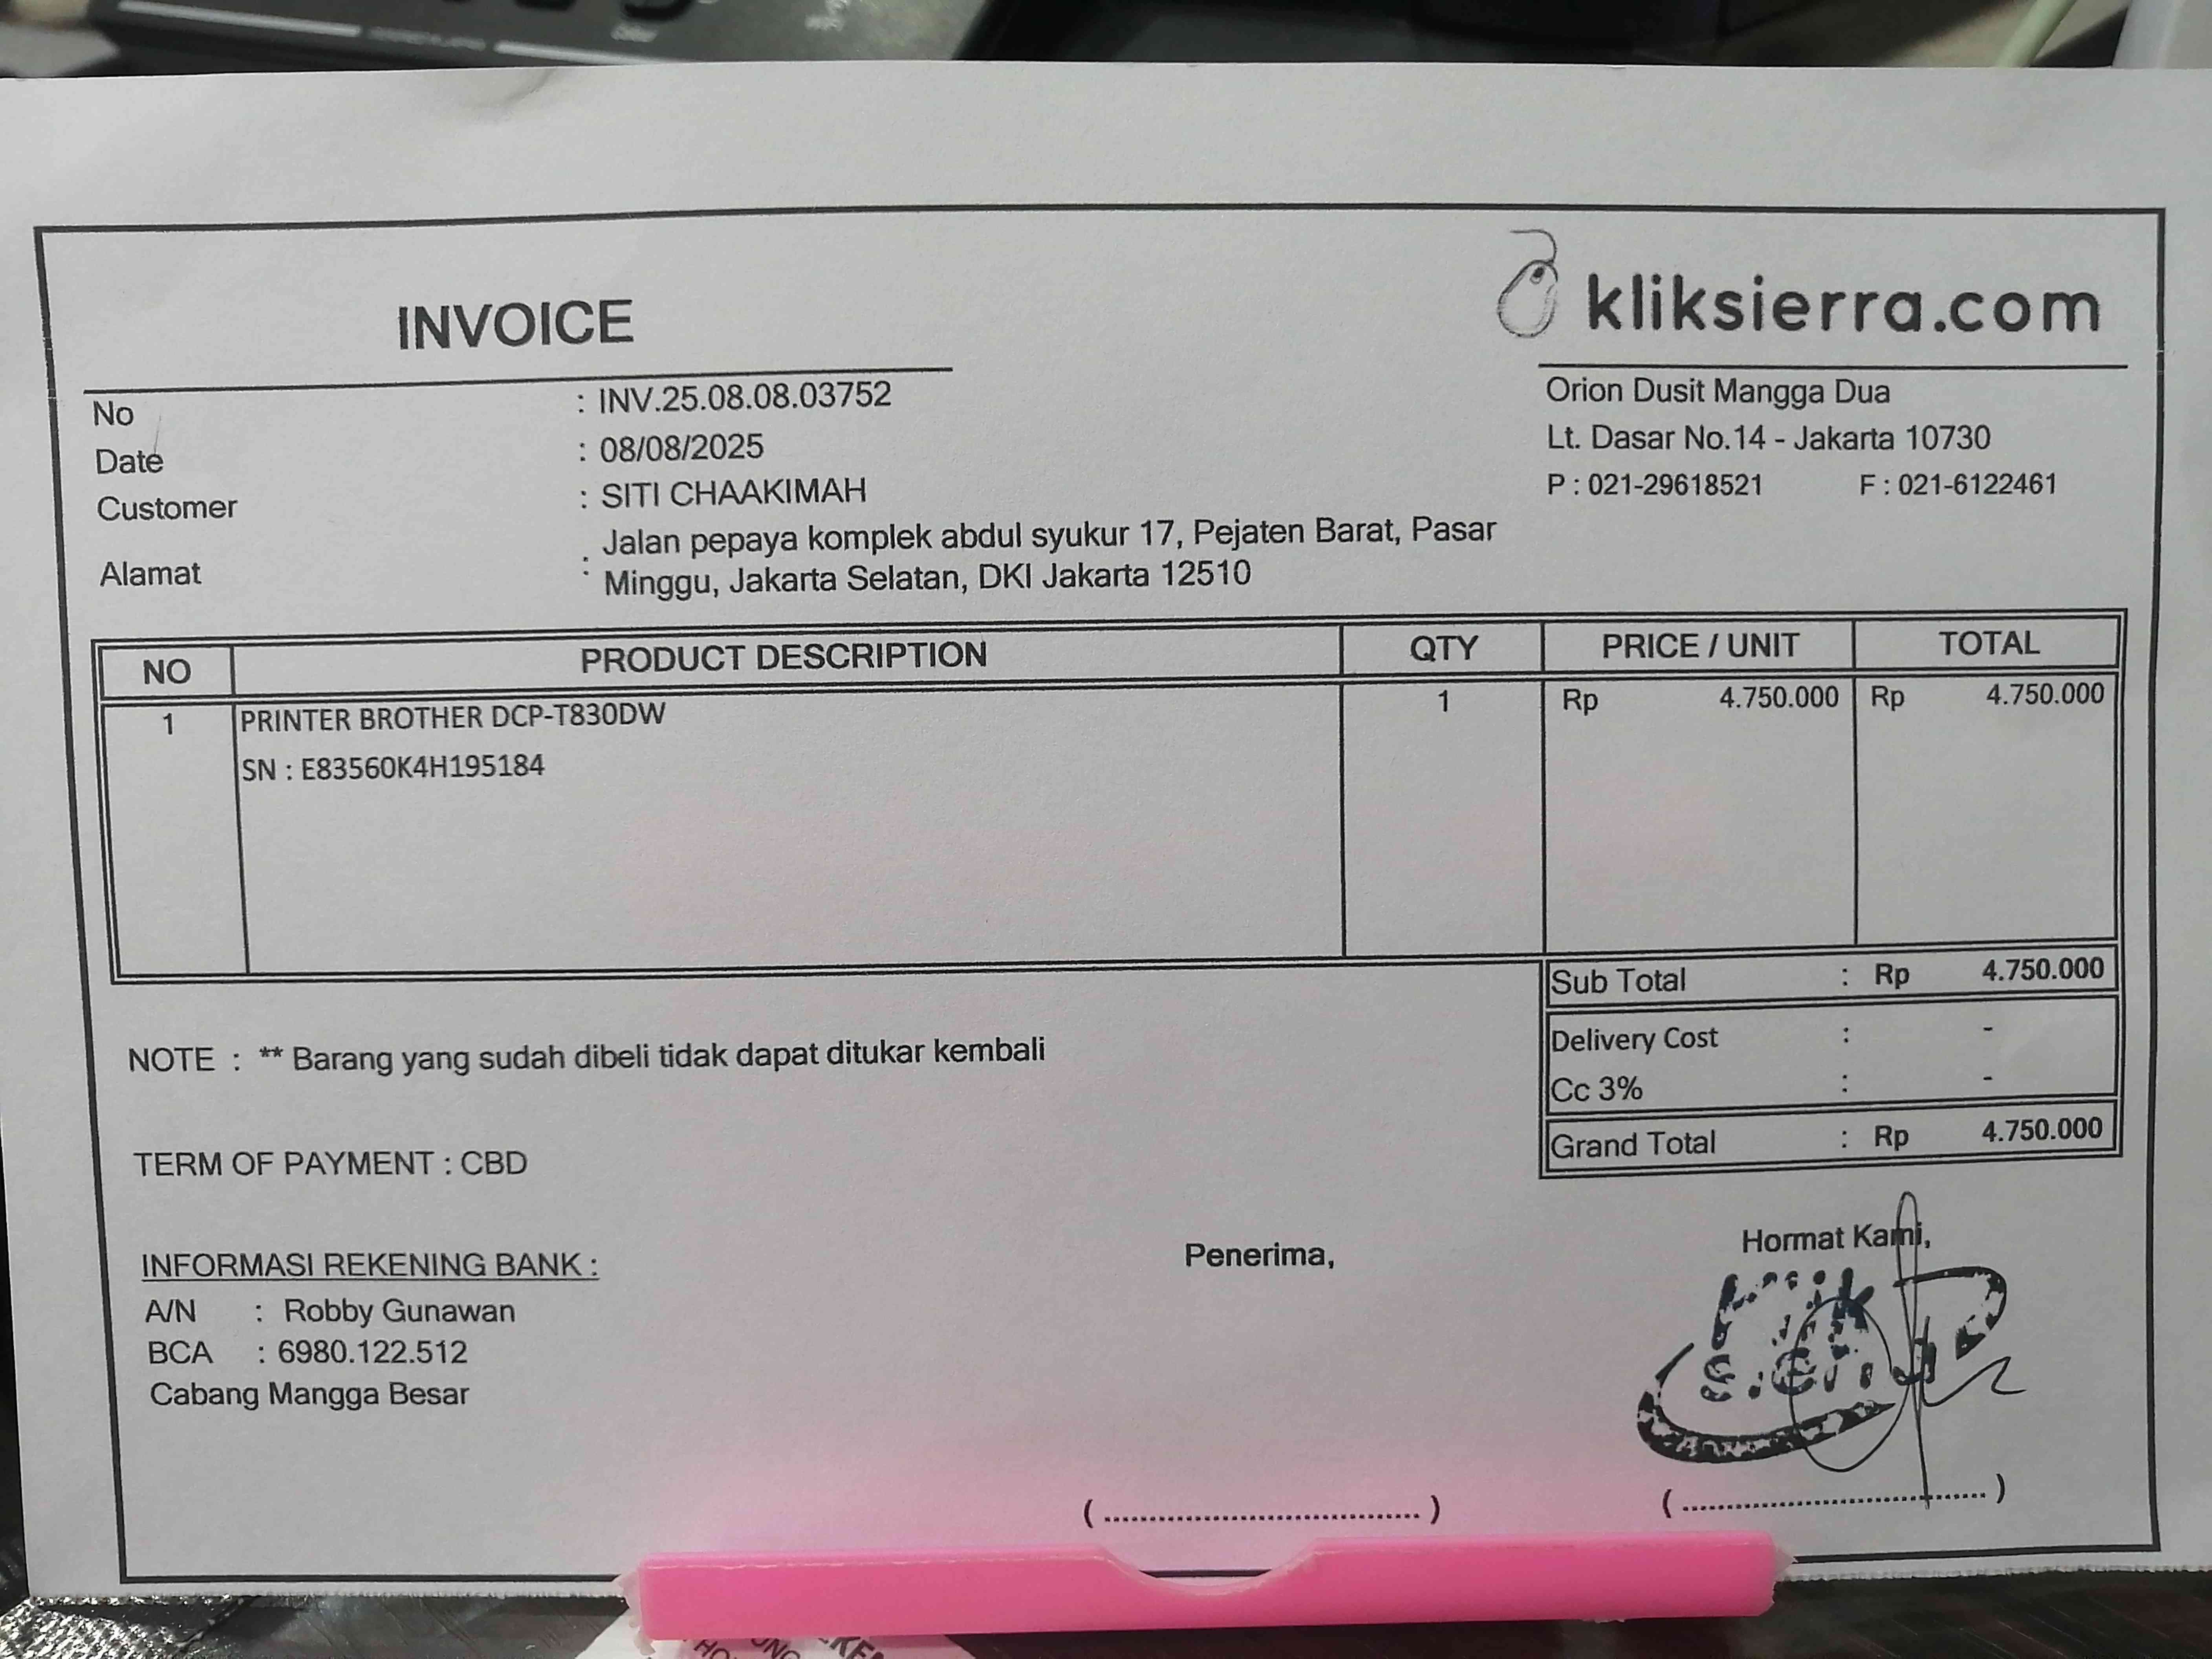 INVOICE
kliksierra.com
No : INV.25.08.08.03752
Date : 08/08/2025
Customer : SITI CHAAKIMAH
Alamat : Jalan pepaya komplek abdul syukur 17, Pejaten Barat, Pasar
Minggu, Jakarta Selatan, DKI Jakarta 12510
Orion Dusit Mangga Dua
Lt. Dasar No.14 - Jakarta 10730
P : 021-29618521 F : 021-6122461
NO PRODUCT DESCRIPTION QTY PRICE / UNIT TOTAL
1 PRINTER BROTHER DCP-T830DW 1 Rp 4.750.000 Rp 4.750.000
SN : E83560K4H195184
Sub Total : Rp 4.750.000
Delivery Cost : -
Cc 3% : -
Grand Total : Rp 4.750.000
NOTE : ** Barang yang sudah dibeli tidak dapat ditukar kembali
TERM OF PAYMENT : CBD
INFORMASI REKENING BANK :
A/N : Robby Gunawan
BCA : 6980.122.512
Cabang Mangga Besar
Penerima,
(...................................)
Hormat Kami,
Klik
(...................................)